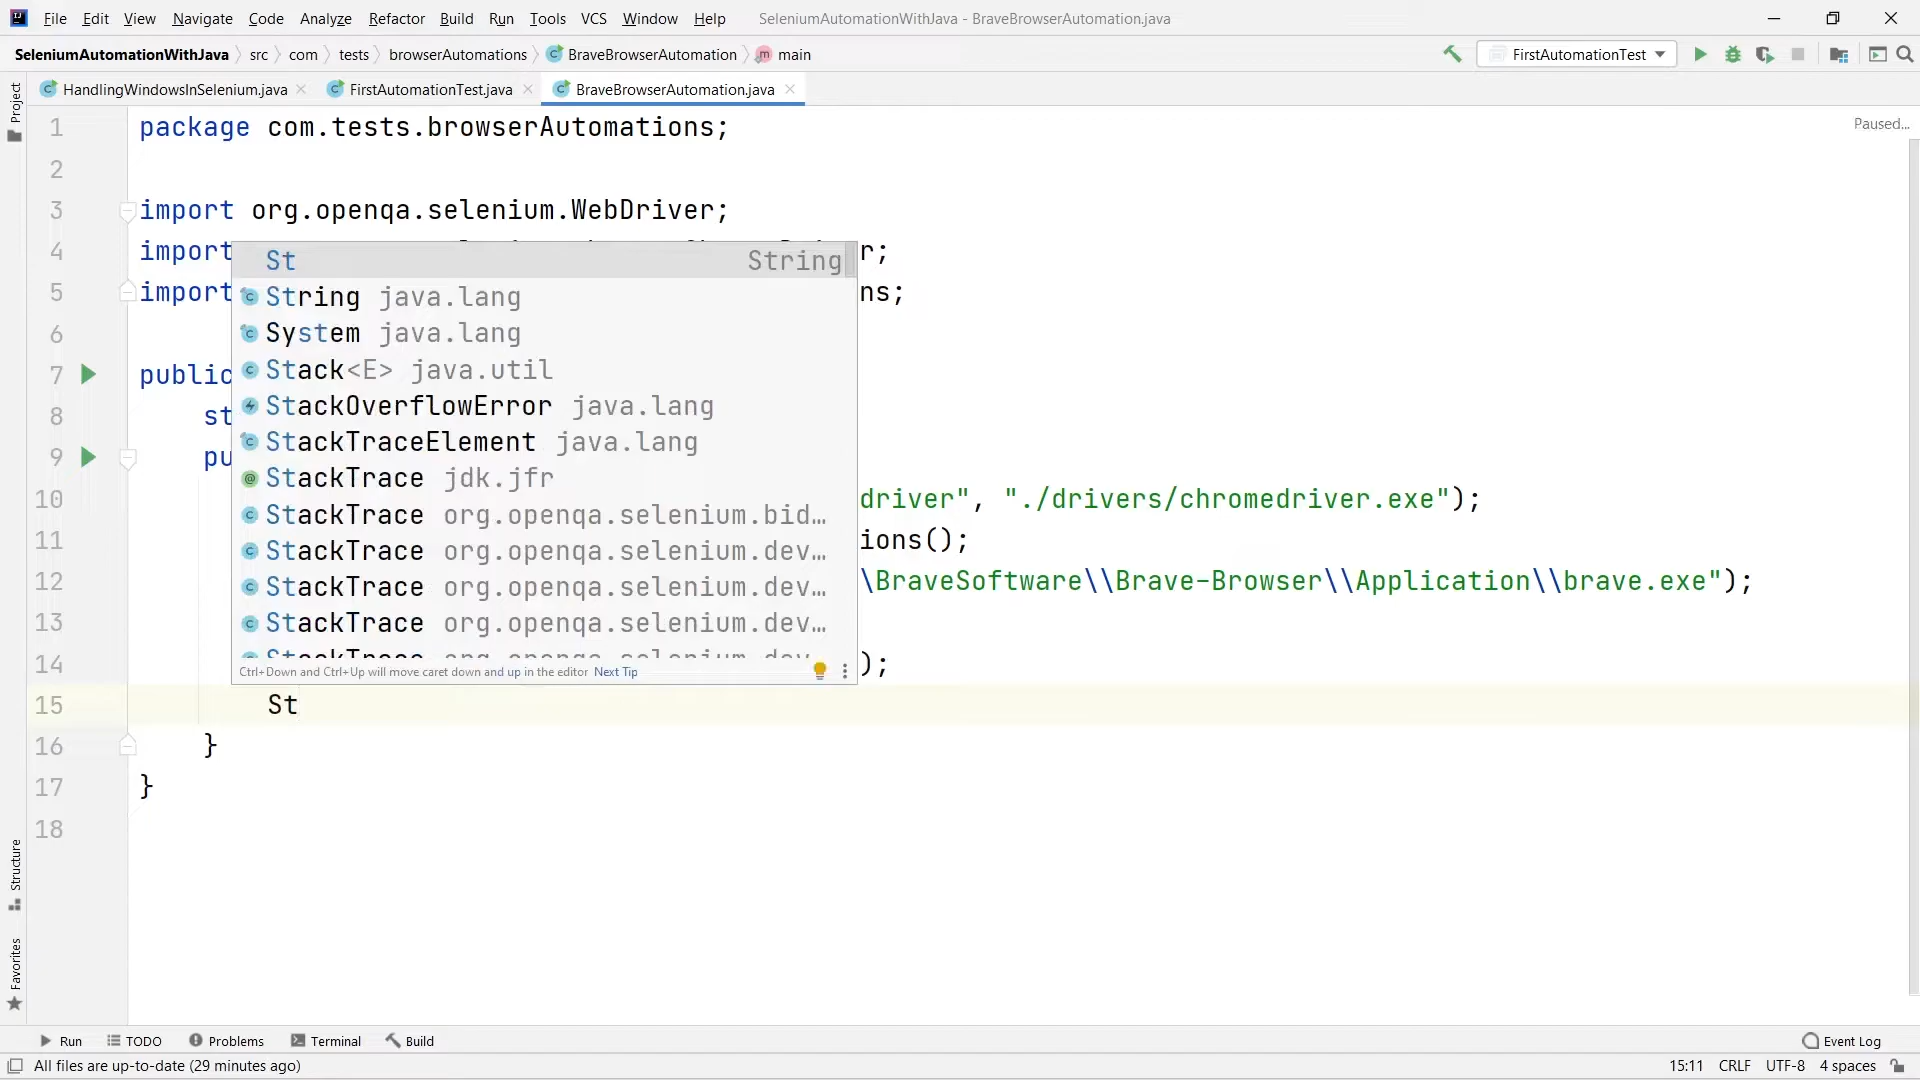 File Edit View Navigate Code Analyze Refactor Build Run Tools VCS Window Help SeleniumAutomationWithJava - BraveBrowserAutomation.java
SeleniumAutomationWithJava src com tests browserAutomations BraveBrowserAutomation main FirstAutomationTest
HandlingWindowsInSelenium.java FirstAutomationTest.java BraveBrowserAutomation.java
Project
Paused...
1 package com.tests.browserAutomations;
2
3 import org.openqa.selenium.WebDriver;
4 import r;
5 import ns;
6
7 public
8 st
9 pu
10 driver", "./drivers/chromedriver.exe");
11 ions();
12 \BraveSoftware\\Brave-Browser\\Application\\brave.exe");
13
14 );
15 St
16 }
17 }
18
St String
String java.lang
System java.lang
Stack<E> java.util
StackOverflowError java.lang
StackTraceElement java.lang
StackTrace jdk.jfr
StackTrace org.openqa.selenium.bid...
StackTrace org.openqa.selenium.dev...
StackTrace org.openqa.selenium.dev...
StackTrace org.openqa.selenium.dev...
Ctrl+Down and Ctrl+Up will move caret down and up in the editor Next Tip
Structure
Favorites
Run TODO Problems Terminal Build Event Log
All files are up-to-date (29 minutes ago) 15:11 CRLF UTF-8 4 spaces